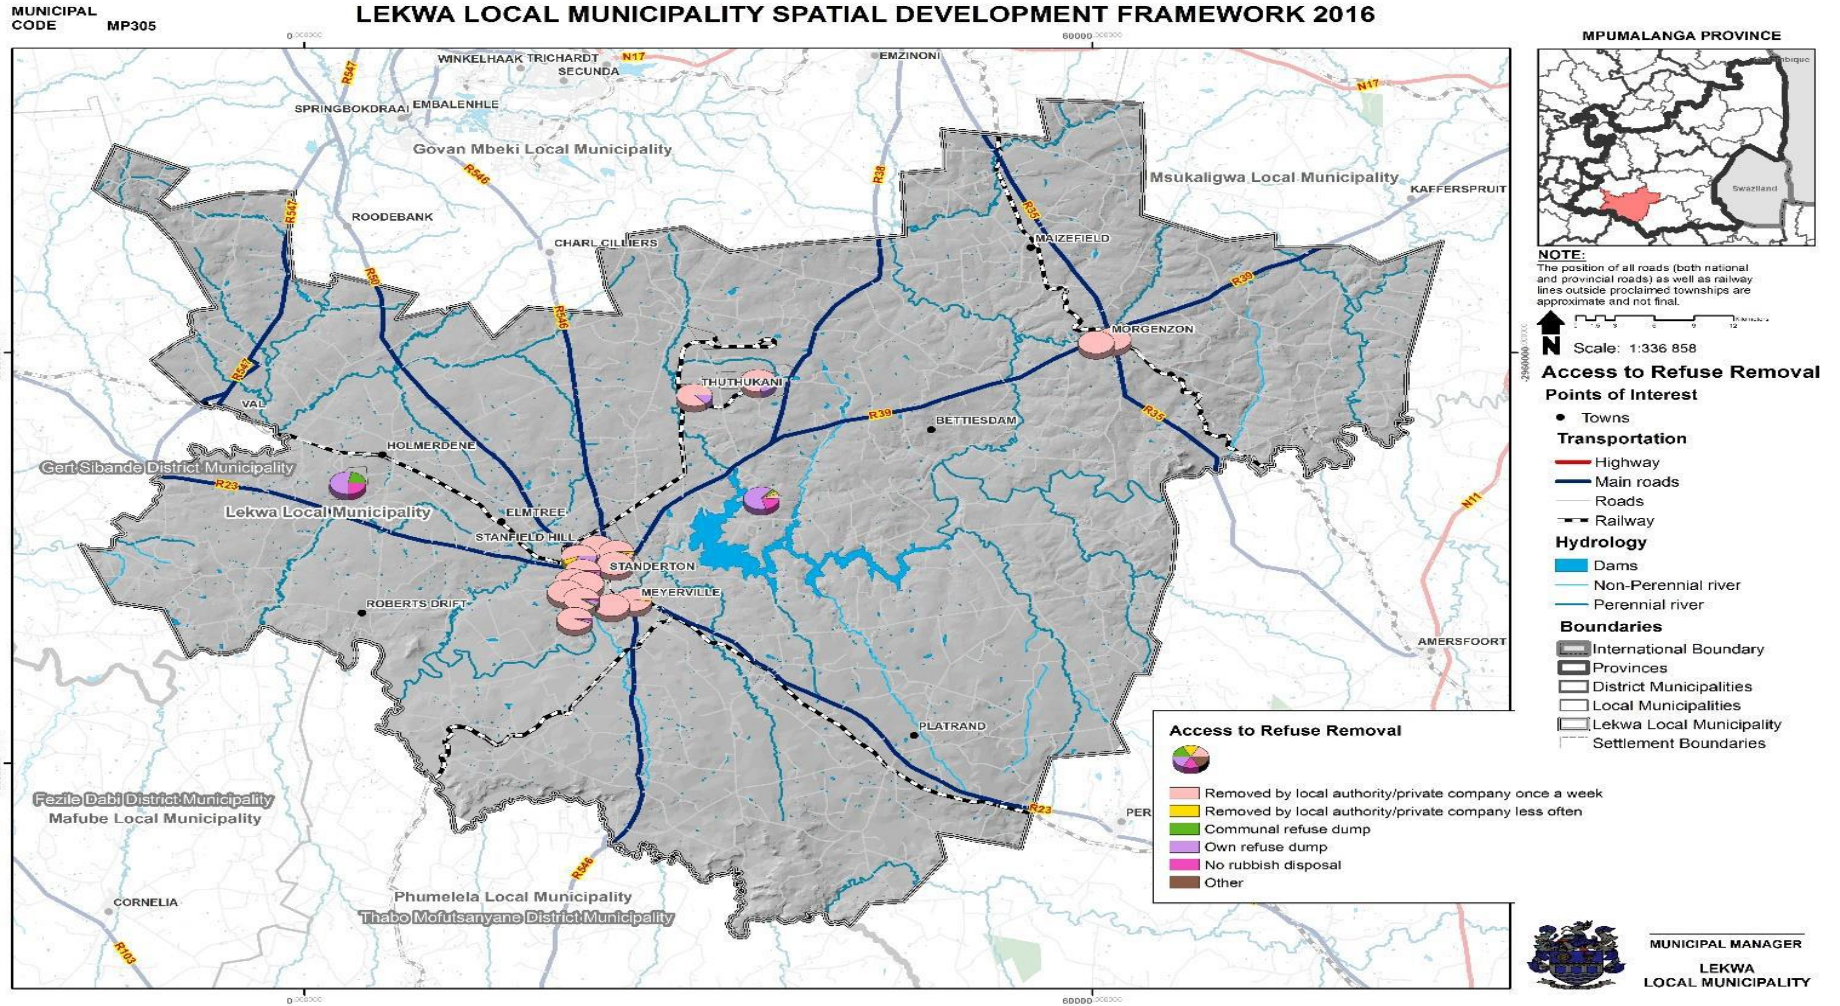 MUNICIPAL
CODE MP305
LEKWA LOCAL MUNICIPALITY SPATIAL DEVELOPMENT FRAMEWORK 2016
60000
WINKELHAAK TRICHARDT
SECUNDA
N17
EMZINONI
N17
R547
SPRINGBOKDRAAI
EMBALENHLE
Govan Mbeki Local Municipality
R546
R38
Msukaligwa Local Municipality
KAFFERSPRUIT
R547
ROODEBANK
R35
MAIZEFIELD
CHARL CILLIERS
R50
R39
R546
MORGENZON
R547
THUTHUKANI
VAL
R39
BETTIESDAM
R35
HOLMERDENE
Gert Sibande District Municipality
R23
Lekwa Local Municipality
ELMTREE
N11
STANFIELD HILL
STANDERTON
MEYERVILLE
ROBERTS DRIFT
AMERSFOORT
PLATRAND
Fezile Dabi District Municipality
Mafube Local Municipality
R23
PER
R546
Phumelela Local Municipality
Thabo Mofutsanyane District Municipality
CORNELIA
R103
60000
Access to Refuse Removal
Removed by local authority/private company once a week
Removed by local authority/private company less often
Communal refuse dump
Own refuse dump
No rubbish disposal
Other
MPUMALANGA PROVINCE
Swaziland
NOTE:
The position of all roads (both national
and provincial roads) as well as railway
lines outside proclaimed townships are
approximate and not final.
N
Scale: 1:336 858
Access to Refuse Removal
Points of Interest
Towns
Transportation
Highway
Main roads
Roads
Railway
Hydrology
Dams
Non-Perennial river
Perennial river
Boundaries
International Boundary
Provinces
District Municipalities
Local Municipalities
Lekwa Local Municipality
Settlement Boundaries
MUNICIPAL MANAGER
LEKWA
LOCAL MUNICIPALITY